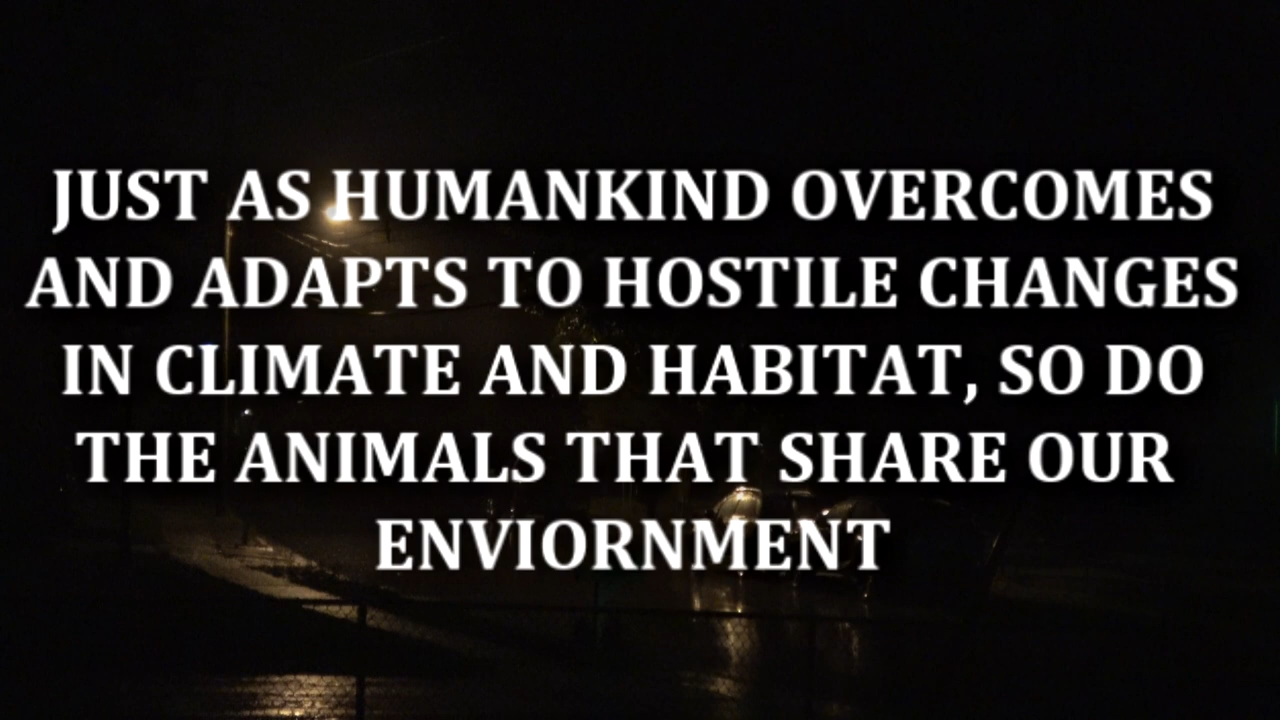 JUST AS HUMANKIND OVERCOMES
AND ADAPTS TO HOSTILE CHANGES
IN CLIMATE AND HABITAT, SO DO
THE ANIMALS THAT SHARE OUR
ENVIORNMENT